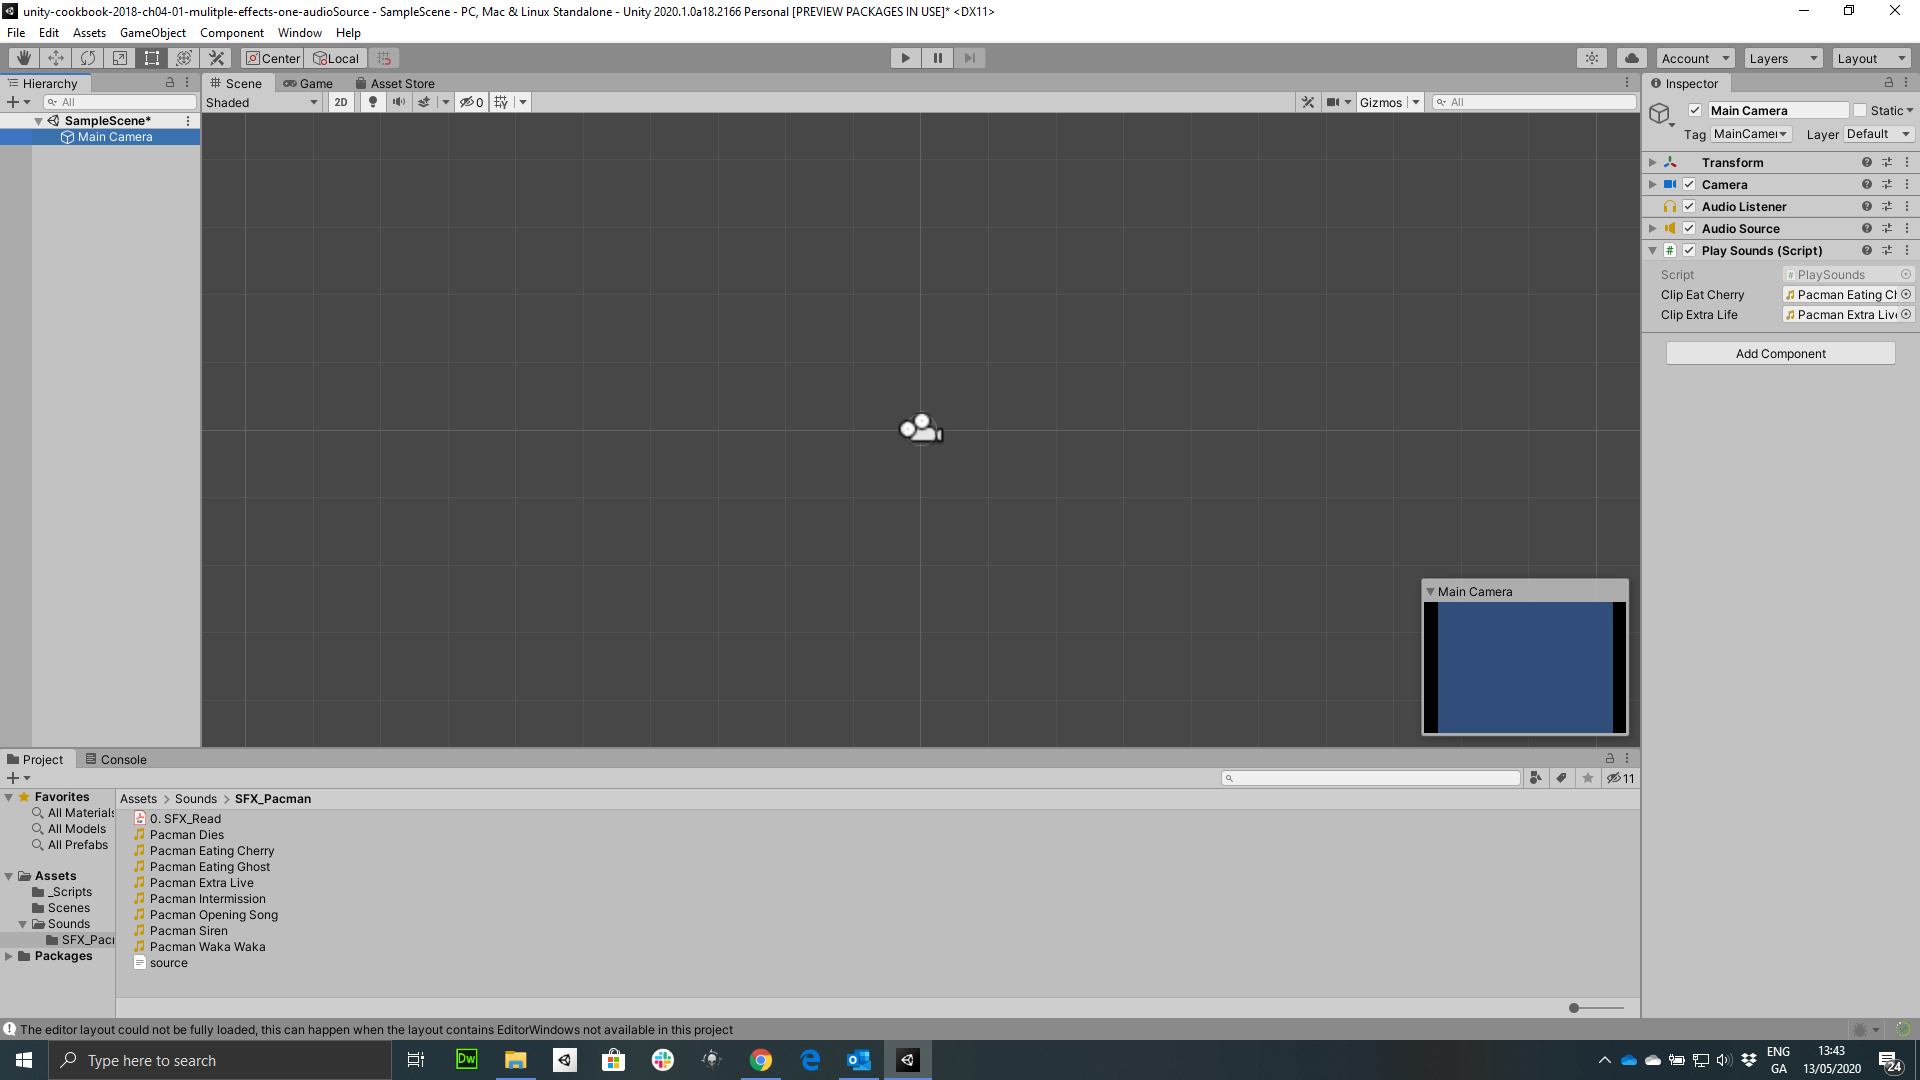 unity-cookbook-2018-ch04-01-mulitple-effects-one-audioSource - SampleScene - PC, Mac & Linux Standalone - Unity 2020.1.0a18.2166 Personal [PREVIEW PACKAGES IN USE]* <DX11>
File Edit Assets GameObject Component Window Help
Center Local Account Layers Layout
Hierarchy
All
SampleScene*
Main Camera
Scene Game Asset Store
Shaded 2D 0 Gizmos All
Main Camera
Inspector
Main Camera Static
Tag MainCamer Layer Default
Transform
Camera
Audio Listener
Audio Source
Play Sounds (Script)
Script PlaySounds
Clip Eat Cherry Pacman Eating Ch
Clip Extra Life Pacman Extra Live
Add Component
Project Console
11
Favorites
All Materials
All Models
All Prefabs
Assets
_Scripts
Scenes
Sounds
SFX_Pacr
Packages
Assets > Sounds > SFX_Pacman
0. SFX_Read
Pacman Dies
Pacman Eating Cherry
Pacman Eating Ghost
Pacman Extra Live
Pacman Intermission
Pacman Opening Song
Pacman Siren
Pacman Waka Waka
source
The editor layout could not be fully loaded, this can happen when the layout contains EditorWindows not available in this project
Type here to search
Dw
ENG
GA
13:43
13/05/2020
24